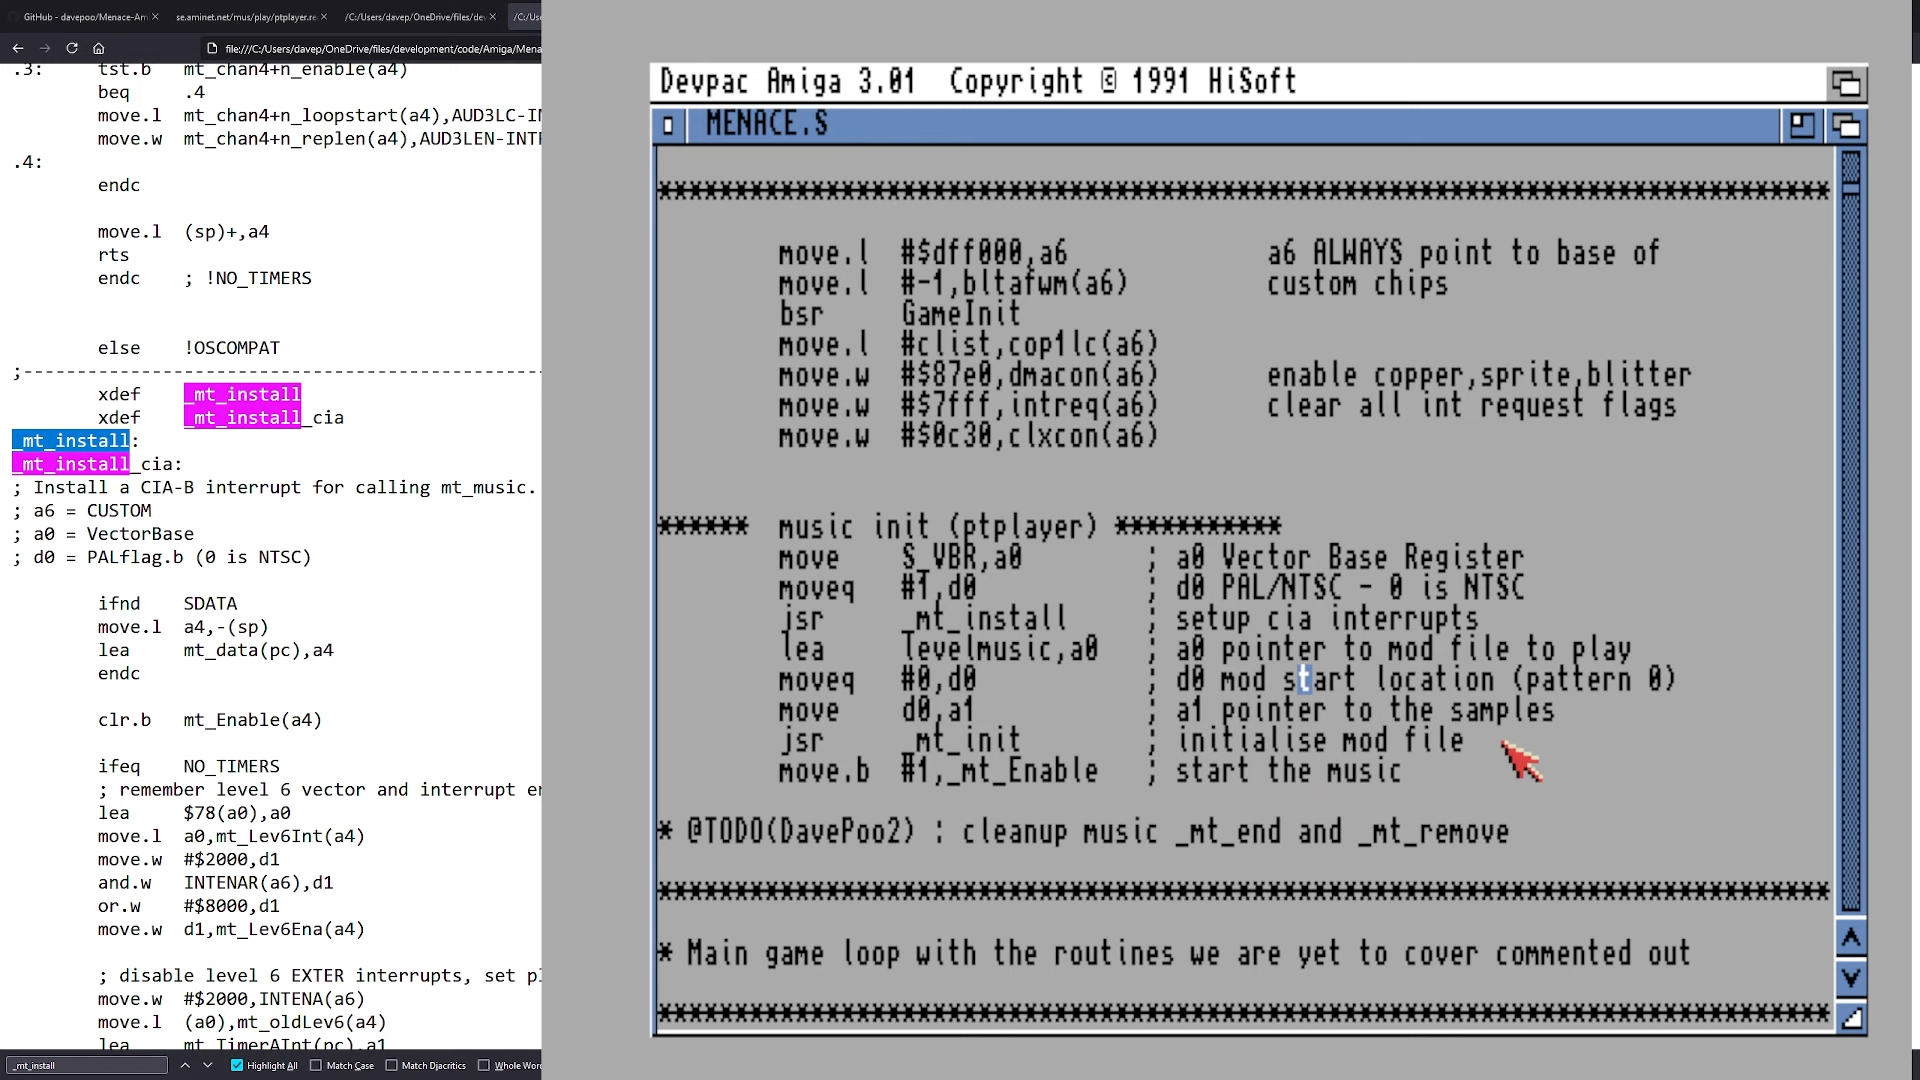 GitHub - davepoo/Menace-Am
se.aminet.net/mus/play/ptplayer.re
/C:/Users/davep/OneDrive/files/de
/C:/Use
file:///C:/Users/davep/OneDrive/files/development/code/Amiga/Mena
.3: tst.b mt_chan4+n_enable(a4)
beq .4
move.l mt_chan4+n_loopstart(a4),AUD3LC-IN
move.w mt_chan4+n_replen(a4),AUD3LEN-INT
.4:
endc
move.l (sp)+,a4
rts
endc ; !NO_TIMERS
else !OSCOMPAT
;---------------------------------------------------
xdef _mt_install
xdef _mt_install_cia
_mt_install:
_mt_install_cia:
; Install a CIA-B interrupt for calling mt_music.
; a6 = CUSTOM
; a0 = VectorBase
; d0 = PALflag.b (0 is NTSC)
ifnd SDATA
move.l a4,-(sp)
lea mt_data(pc),a4
endc
clr.b mt_Enable(a4)
ifeq NO_TIMERS
; remember level 6 vector and interrupt en
lea $78(a0),a0
move.l a0,mt_Lev6Int(a4)
move.w #$2000,d1
and.w INTENAR(a6),d1
or.w #$8000,d1
move.w d1,mt_Lev6Ena(a4)
; disable level 6 EXTER interrupts, set pl
move.w #$2000,INTENA(a6)
move.l (a0),mt_oldLev6(a4)
lea mt_TimerAInt(pc),a1
_mt_install
Highlight All
Match Case
Match Diacritics
Whole Word
Devpac Amiga 3.01 Copyright © 1991 HiSoft
MENACE.S
*****************************************************************************
move.l #$dff000,a6 a6 ALWAYS point to base of
move.l #-1,bltafwm(a6) custom chips
bsr GameInit
move.l #clist,cop1lc(a6)
move.w #$87e0,dmacon(a6) enable copper,sprite,blitter
move.w #$7fff,intreq(a6) clear all int request flags
move.w #$0c30,clxcon(a6)
****** music init (ptplayer) ***********
move S_VBR,a0 ; a0 Vector Base Register
moveq #1,d0 ; d0 PAL/NTSC - 0 is NTSC
jsr _mt_install ; setup cia interrupts
lea levelmusic,a0 ; a0 pointer to mod file to play
moveq #0,d0 ; d0 mod start location (pattern 0)
move d0,a1 ; a1 pointer to the samples
jsr _mt_init ; initialise mod file
move.b #1,_mt_Enable ; start the music
* @TODO(DavePoo2) : cleanup music _mt_end and _mt_remove
*****************************************************************************
* Main game loop with the routines we are yet to cover commented out
*****************************************************************************